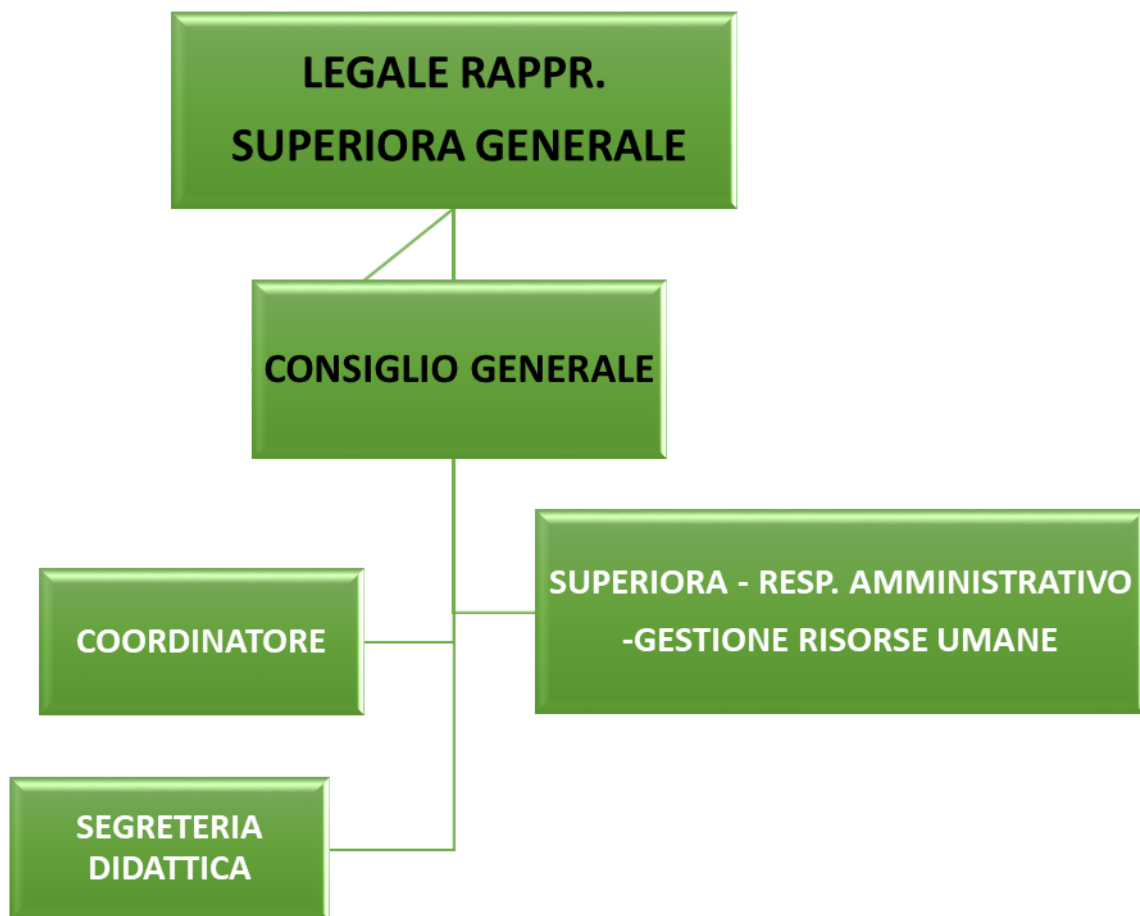 LEGALE RAPPR.
SUPERIORA GENERALE
CONSIGLIO GENERALE
SUPERIORA - RESP. AMMINISTRATIVO
-GESTIONE RISORSE UMANE
COORDINATORE
SEGRETERIA
DIDATTICA